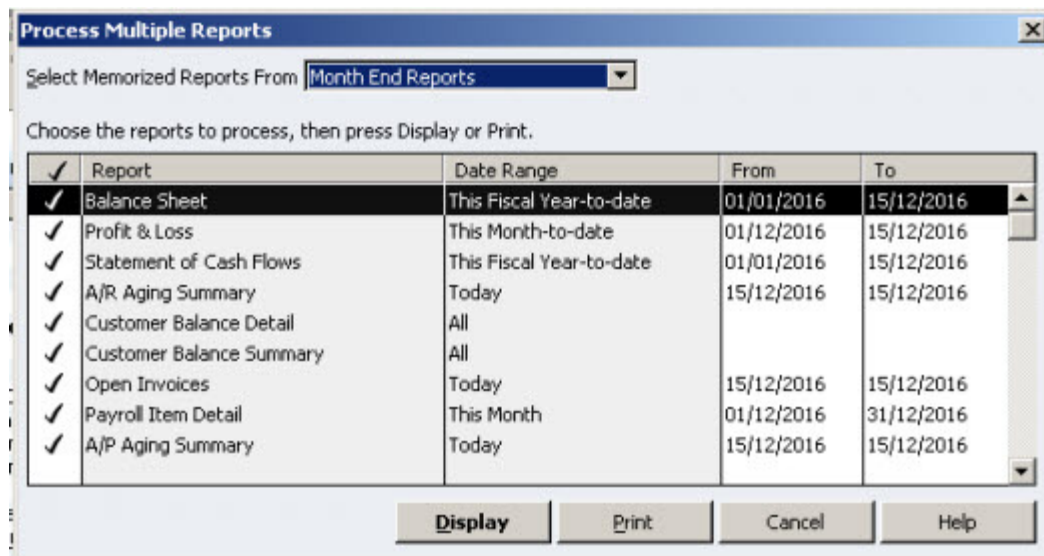 Process Multiple Reports
Select Memorized Reports From Month End Reports
Choose the reports to process, then press Display or Print.
✓ Report Date Range From To
✓ Balance Sheet This Fiscal Year-to-date 01/01/2016 15/12/2016
✓ Profit & Loss This Month-to-date 01/12/2016 15/12/2016
✓ Statement of Cash Flows This Fiscal Year-to-date 01/01/2016 15/12/2016
✓ A/R Aging Summary Today 15/12/2016 15/12/2016
✓ Customer Balance Detail All
✓ Customer Balance Summary All
✓ Open Invoices Today 15/12/2016 15/12/2016
✓ Payroll Item Detail This Month 01/12/2016 31/12/2016
✓ A/P Aging Summary Today 15/12/2016 15/12/2016
Display Print Cancel Help